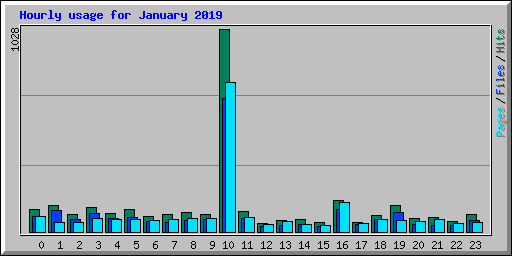 Hourly usage for January 2019
1028
Pages/Files/Hits
0 1 2 3 4 5 6 7 8 9 10 11 12 13 14 15 16 17 18 19 20 21 22 23